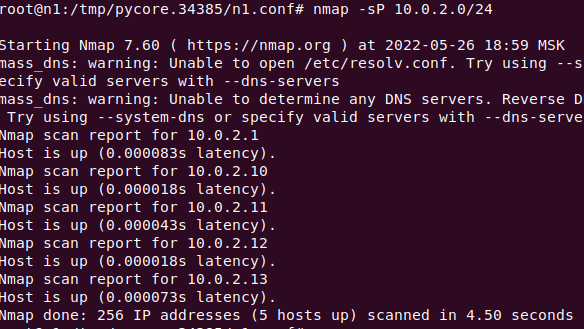 root@n1:/tmp/pycore.34385/n1.conf# nmap -sP 10.0.2.0/24
Starting Nmap 7.60 ( https://nmap.org ) at 2022-05-26 18:59 MSK
mass_dns: warning: Unable to open /etc/resolv.conf. Try using --s
ecify valid servers with --dns-servers
mass_dns: warning: Unable to determine any DNS servers. Reverse D
Try using --system-dns or specify valid servers with --dns-serve
Nmap scan report for 10.0.2.1
Host is up (0.000083s latency).
Nmap scan report for 10.0.2.10
Host is up (0.000018s latency).
Nmap scan report for 10.0.2.11
Host is up (0.000043s latency).
Nmap scan report for 10.0.2.12
Host is up (0.000018s latency).
Nmap scan report for 10.0.2.13
Host is up (0.000073s latency).
Nmap done: 256 IP addresses (5 hosts up) scanned in 4.50 seconds